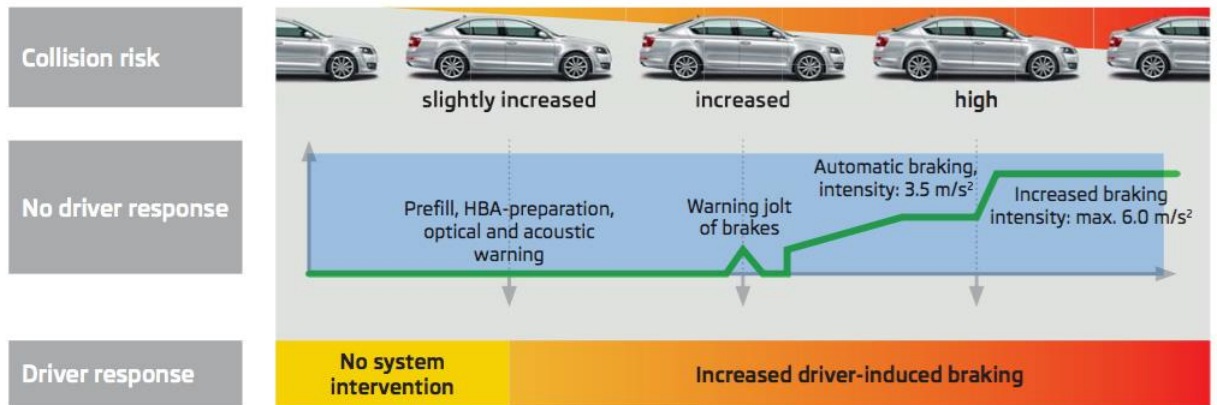 Collision risk
slightly increased
increased
high
No driver response
Prefill, HBA-preparation,
optical and acoustic
warning
Warning jolt
of brakes
Automatic braking,
intensity: 3.5 m/s²
Increased braking
intensity: max. 6.0 m/s²
Driver response
No system
intervention
Increased driver-induced braking